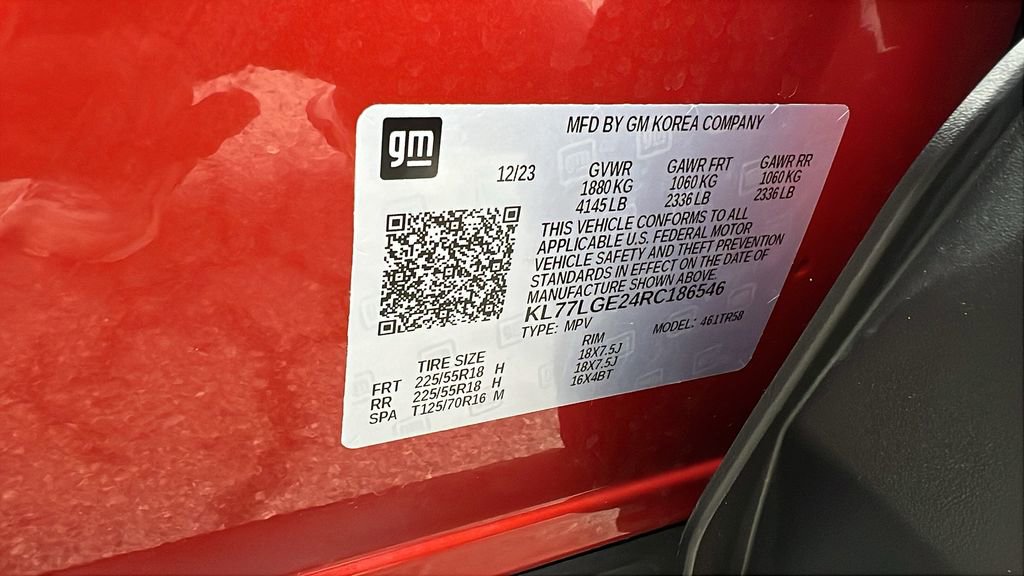 gm
MFD BY GM KOREA COMPANY
12/23 GVWR GAWR FRT GAWR RR
1880 KG 1060 KG 1060 KG
4145 LB 2336 LB 2336 LB
THIS VEHICLE CONFORMS TO ALL
APPLICABLE U.S. FEDERAL MOTOR
VEHICLE SAFETY AND THEFT PREVENTION
STANDARDS IN EFFECT ON THE DATE OF
MANUFACTURE SHOWN ABOVE.
KL77LGE24RC186546
TYPE: MPV MODEL: 461TR58
TIRE SIZE RIM
FRT 225/55R18 H 18X7.5J
RR 225/55R18 H 18X7.5J
SPA T125/70R16 M 16X4BT